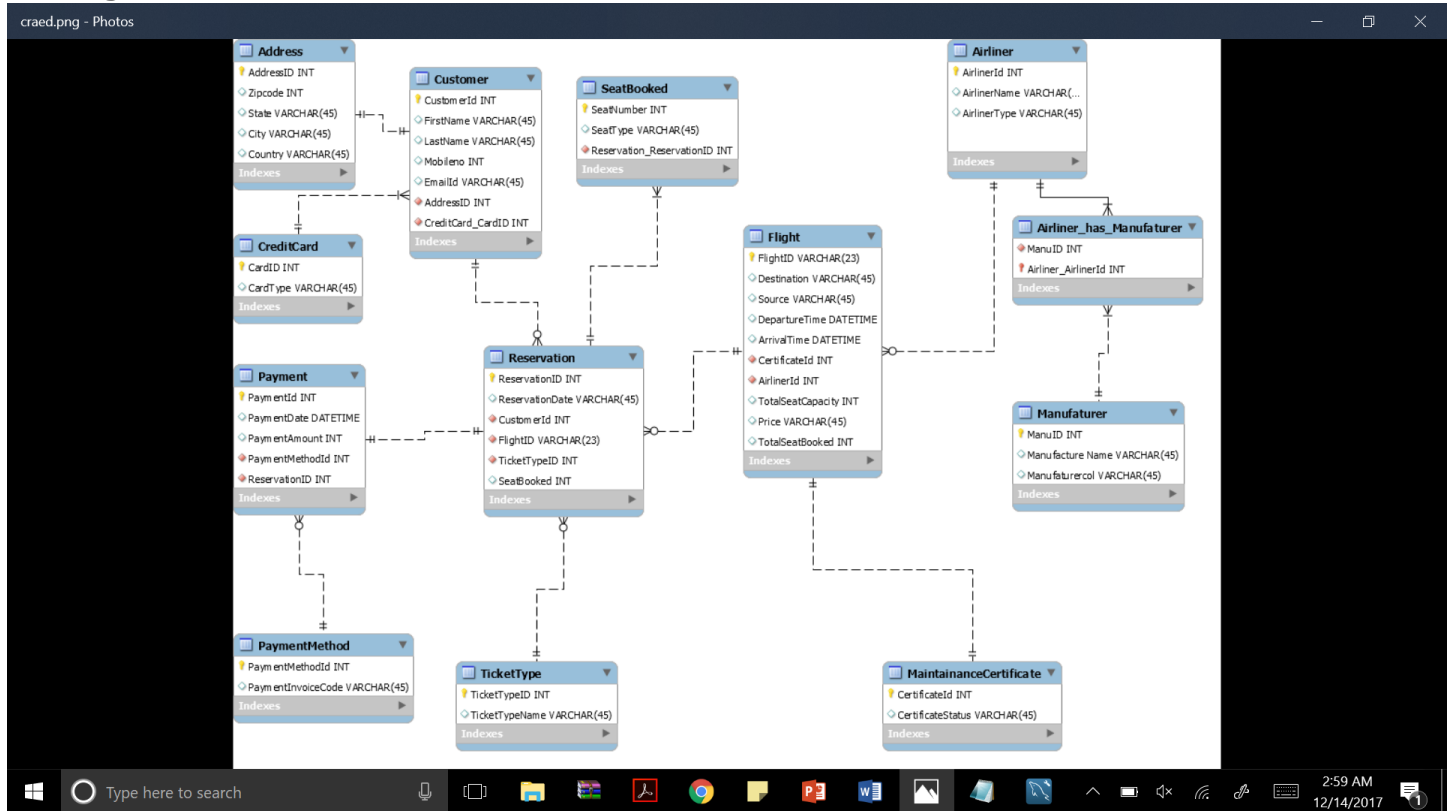 craed.png - Photos
Address
AddressID INT
Zipcode INT
State VARCHAR(45)
City VARCHAR(45)
Country VARCHAR(45)
Indexes
Customer
CustomerId INT
FirstName VARCHAR(45)
LastName VARCHAR(45)
Mobileno INT
EmailId VARCHAR(45)
AddressID INT
CreditCard_CardID INT
Indexes
SeatBooked
SeatNumber INT
SeatType VARCHAR(45)
Reservation_ReservationID INT
Indexes
Airliner
AirlinerId INT
AirlinerName VARCHAR(...
AirlinerType VARCHAR(45)
Indexes
CreditCard
CardID INT
CardType VARCHAR(45)
Indexes
Flight
FlightID VARCHAR(23)
Destination VARCHAR(45)
Source VARCHAR(45)
DepartureTime DATETIME
ArrivalTime DATETIME
CertificateId INT
AirlinerId INT
TotalSeatCapacity INT
Price VARCHAR(45)
TotalSeatBooked INT
Indexes
Airliner_has_Manufaturer
ManuID INT
Airliner_AirlinerId INT
Indexes
Payment
PaymentId INT
PaymentDate DATETIME
PaymentAmount INT
PaymentMethodId INT
ReservationID INT
Indexes
Reservation
ReservationID INT
ReservationDate VARCHAR(45)
CustomerId INT
FlightID VARCHAR(23)
TicketTypeID INT
SeatBooked INT
Indexes
Manufaturer
ManuID INT
Manufacture Name VARCHAR(45)
Manufaturercol VARCHAR(45)
Indexes
PaymentMethod
PaymentMethodId INT
PaymentInvoiceCode VARCHAR(45)
Indexes
TicketType
TicketTypeID INT
TicketTypeName VARCHAR(45)
Indexes
MaintainanceCertificate
CertificateId INT
CertificateStatus VARCHAR(45)
Indexes
Type here to search
2:59 AM
12/14/2017
1